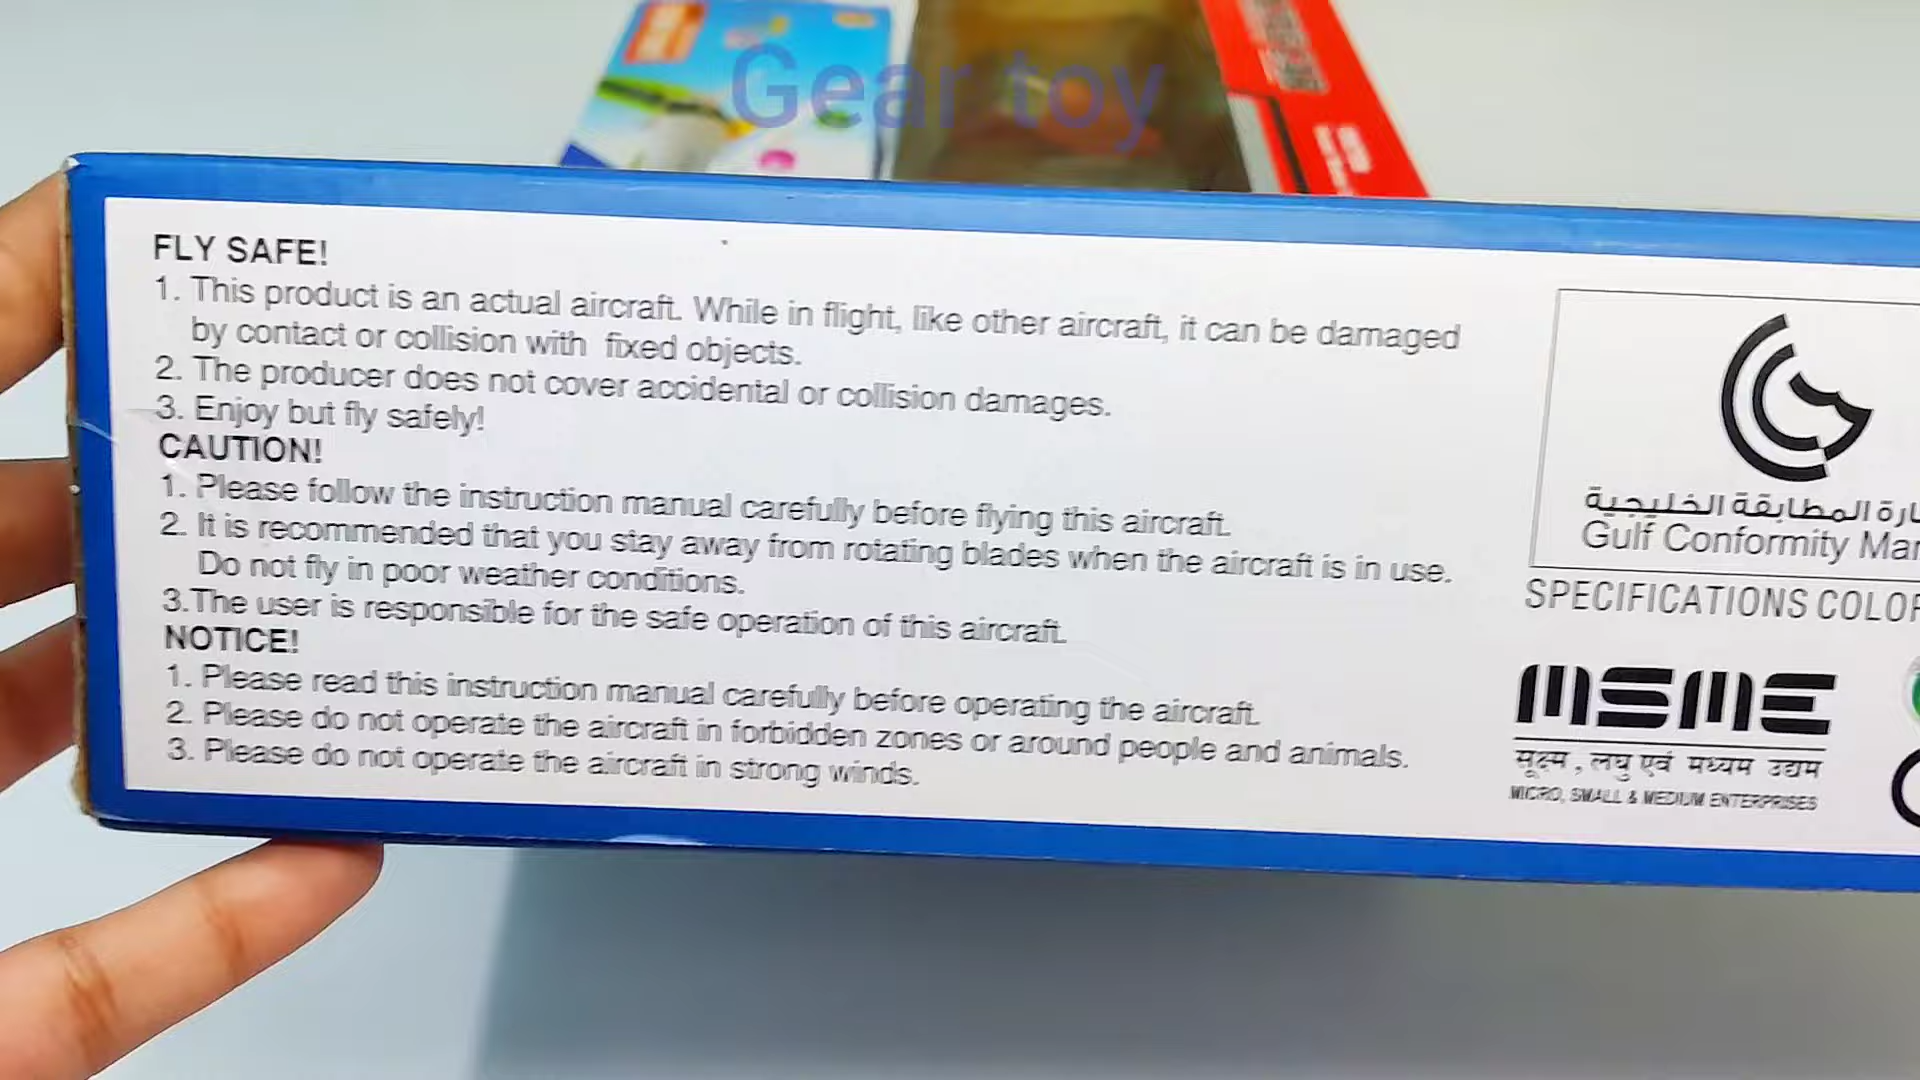 Gear toy
FLY SAFE!
1. This product is an actual aircraft. While in flight, like other aircraft, it can be damaged
by contact or collision with fixed objects.
2. The producer does not cover accidental or collision damages.
3. Enjoy but fly safely!
CAUTION!
1. Please follow the instruction manual carefully before flying this aircraft.
2. It is recommended that you stay away from rotating blades when the aircraft is in use.
Do not fly in poor weather conditions.
3.The user is responsible for the safe operation of this aircraft.
NOTICE!
1. Please read this instruction manual carefully before operating the aircraft.
2. Please do not operate the aircraft in forbidden zones or around people and animals.
3. Please do not operate the aircraft in strong winds.
المطابقة الخليجية
Gulf Conformity
SPECIFICATIONS
MSME
सूक्ष्म, लघु एवं मध्यम उद्यम
MICRO, SMALL & MEDIUM ENTERPRISES